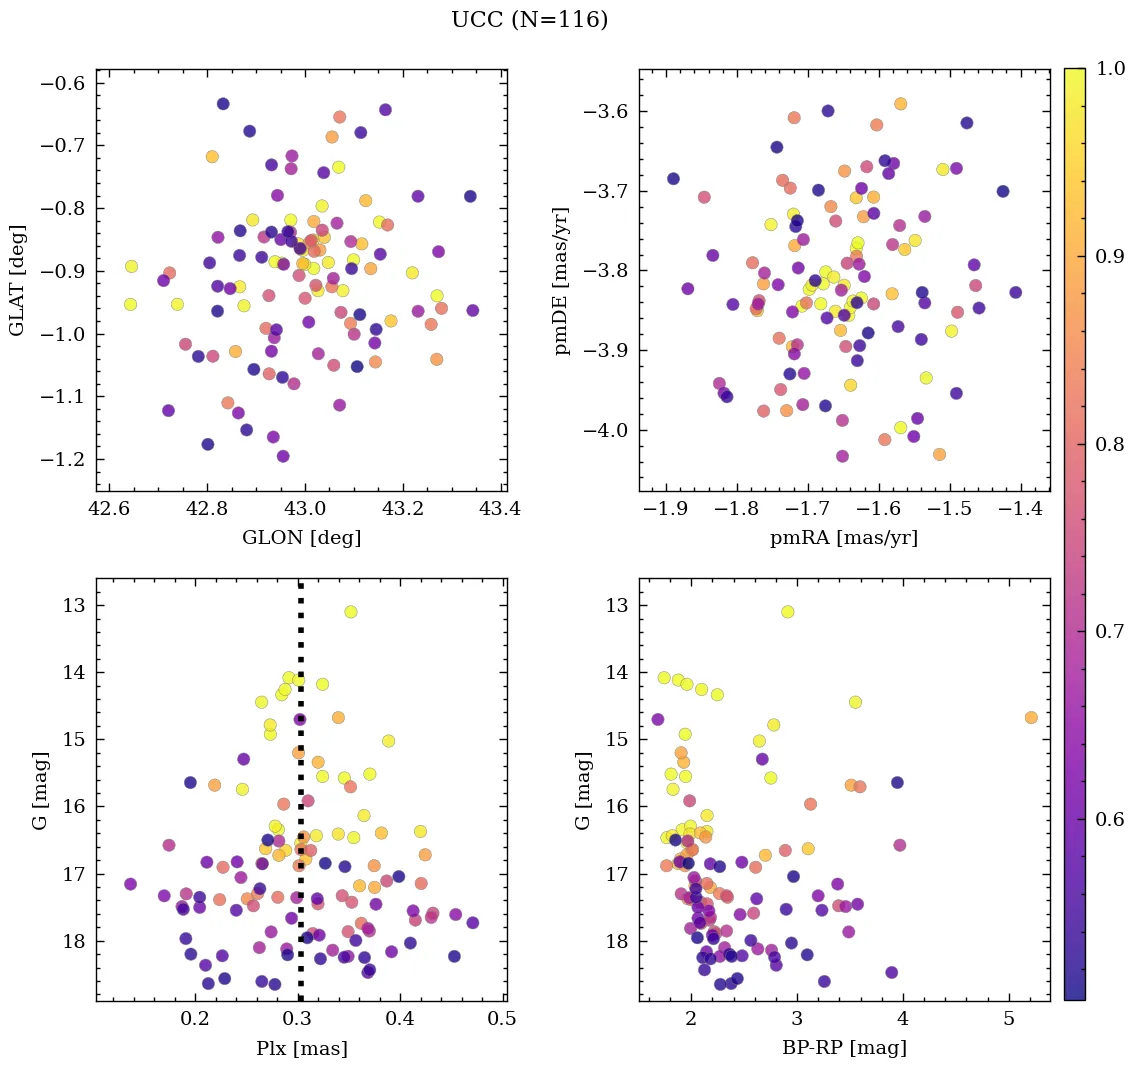 UCC (N=116)
−0.6
−0.7
−0.8
−0.9
−1.0
−1.1
−1.2
GLAT [deg]
42.6 42.8 43.0 43.2 43.4
GLON [deg]
−3.6
−3.7
−3.8
−3.9
−4.0
pmDE [mas/yr]
−1.9 −1.8 −1.7 −1.6 −1.5 −1.4
pmRA [mas/yr]
1.0
0.9
0.8
0.7
0.6
13
14
15
16
17
18
G [mag]
0.2 0.3 0.4 0.5
Plx [mas]
13
14
15
16
17
18
G [mag]
2 3 4 5
BP-RP [mag]